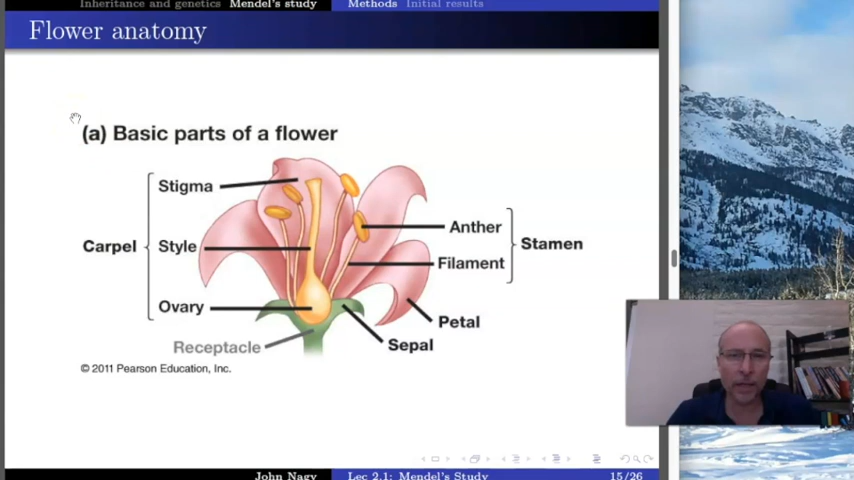 Inheritance and genetics Mendel's study Methods Initial results
Flower anatomy
(a) Basic parts of a flower
Stigma
Anther
Carpel
Style
Stamen
Filament
Ovary
Petal
Receptacle
Sepal
© 2011 Pearson Education, Inc.
John Nagy Lec 2.1: Mendel's Study 15/26